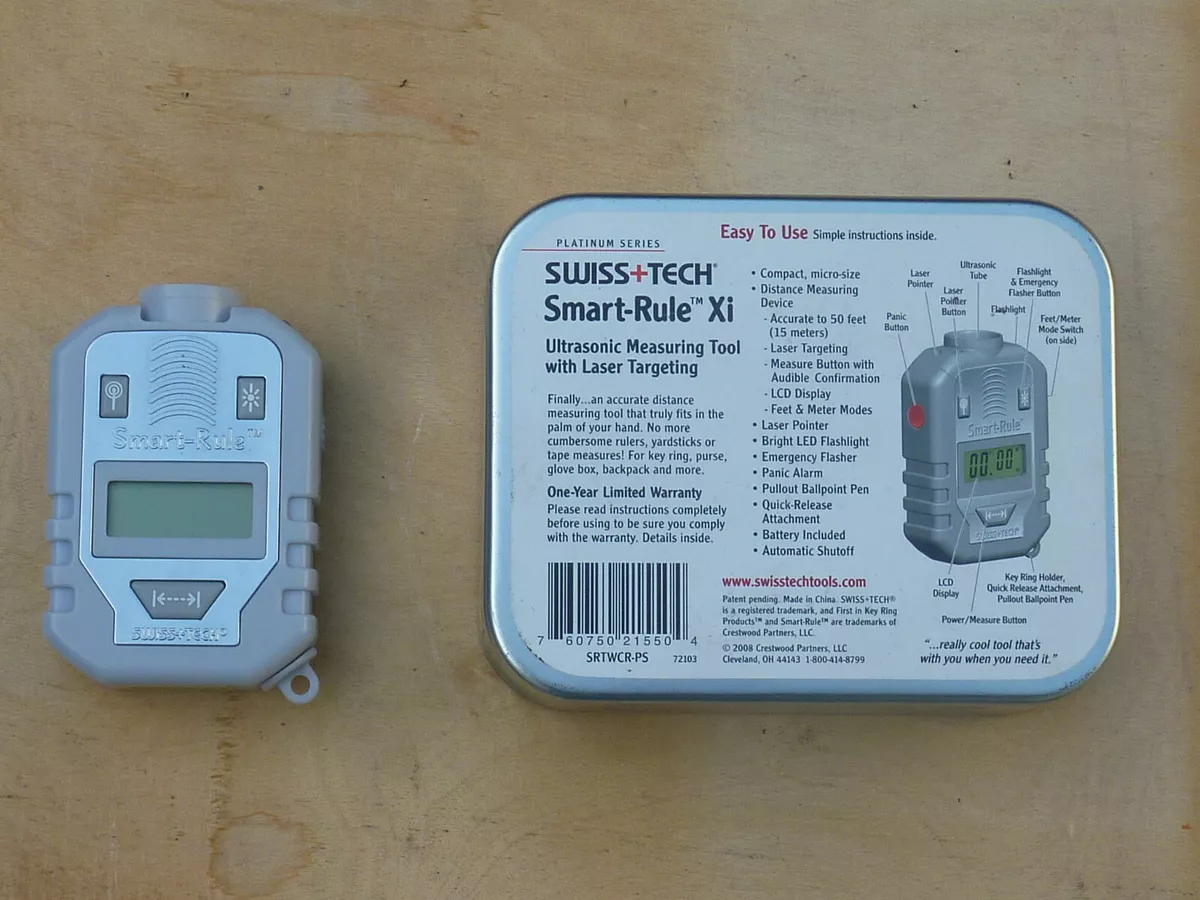 Smart-Rule™
SWISS+TECH®
PLATINUM SERIES
Easy To Use Simple instructions inside.
SWISS+TECH®
Smart-Rule™ Xi
Ultrasonic Measuring Tool
with Laser Targeting
Finally...an accurate distance
measuring tool that truly fits in the
palm of your hand. No more
cumbersome rulers, yardsticks or
tape measures! For key ring, purse,
glove box, backpack and more.
One-Year Limited Warranty
Please read instructions completely
before using to be sure you comply
with the warranty. Details inside.
7 60750 21550 4
SRTWCR-PS 72103
• Compact, micro-size
• Distance Measuring
Device
- Accurate to 50 feet
(15 meters)
- Laser Targeting
- Measure Button with
Audible Confirmation
- LCD Display
- Feet & Meter Modes
• Laser Pointer
• Bright LED Flashlight
• Emergency Flasher
• Panic Alarm
• Pullout Ballpoint Pen
• Quick-Release
Attachment
• Battery Included
• Automatic Shutoff
www.swisstechtools.com
Patent pending. Made in China. SWISS+TECH®
is a registered trademark, and First in Key Ring
Products™ and Smart-Rule™ are trademarks of
Crestwood Partners, LLC.
© 2008 Crestwood Partners, LLC
Cleveland, OH 44143 1-800-414-8799
Panic
Button
Laser
Pointer
Laser
Pointer
Button
Ultrasonic
Tube
Flashlight
Flashlight
& Emergency
Flasher Button
Feet/Meter
Mode Switch
(on side)
Smart-Rule™
00.00
SWISS+TECH®
LCD
Display
Power/Measure Button
Key Ring Holder,
Quick Release Attachment,
Pullout Ballpoint Pen
"...really cool tool that's
with you when you need it."